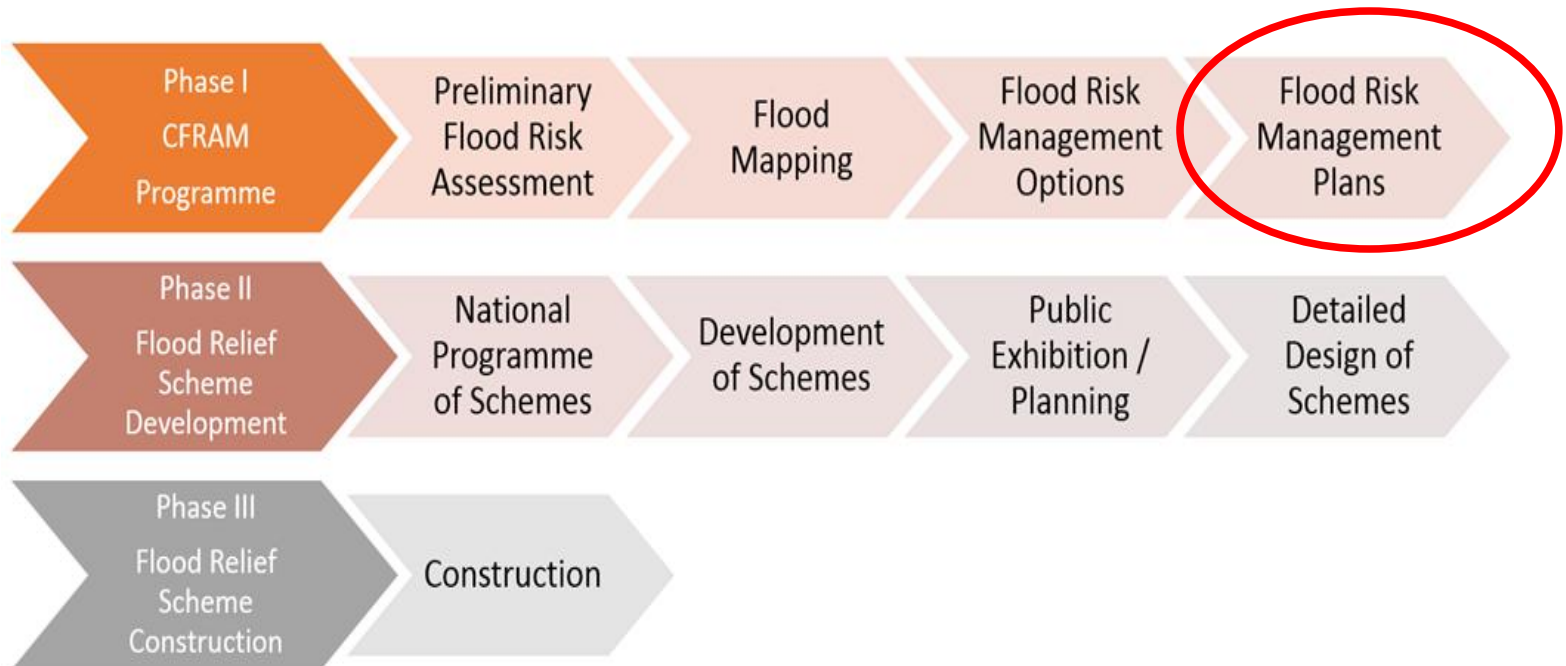 Phase I
CFRAM
Programme
Preliminary
Flood Risk
Assessment
Flood
Mapping
Flood Risk
Management
Options
Flood Risk
Management
Plans
Phase II
Flood Relief
Scheme
Development
National
Programme
of Schemes
Development
of Schemes
Public
Exhibition /
Planning
Detailed
Design of
Schemes
Phase III
Flood Relief
Scheme
Construction
Construction